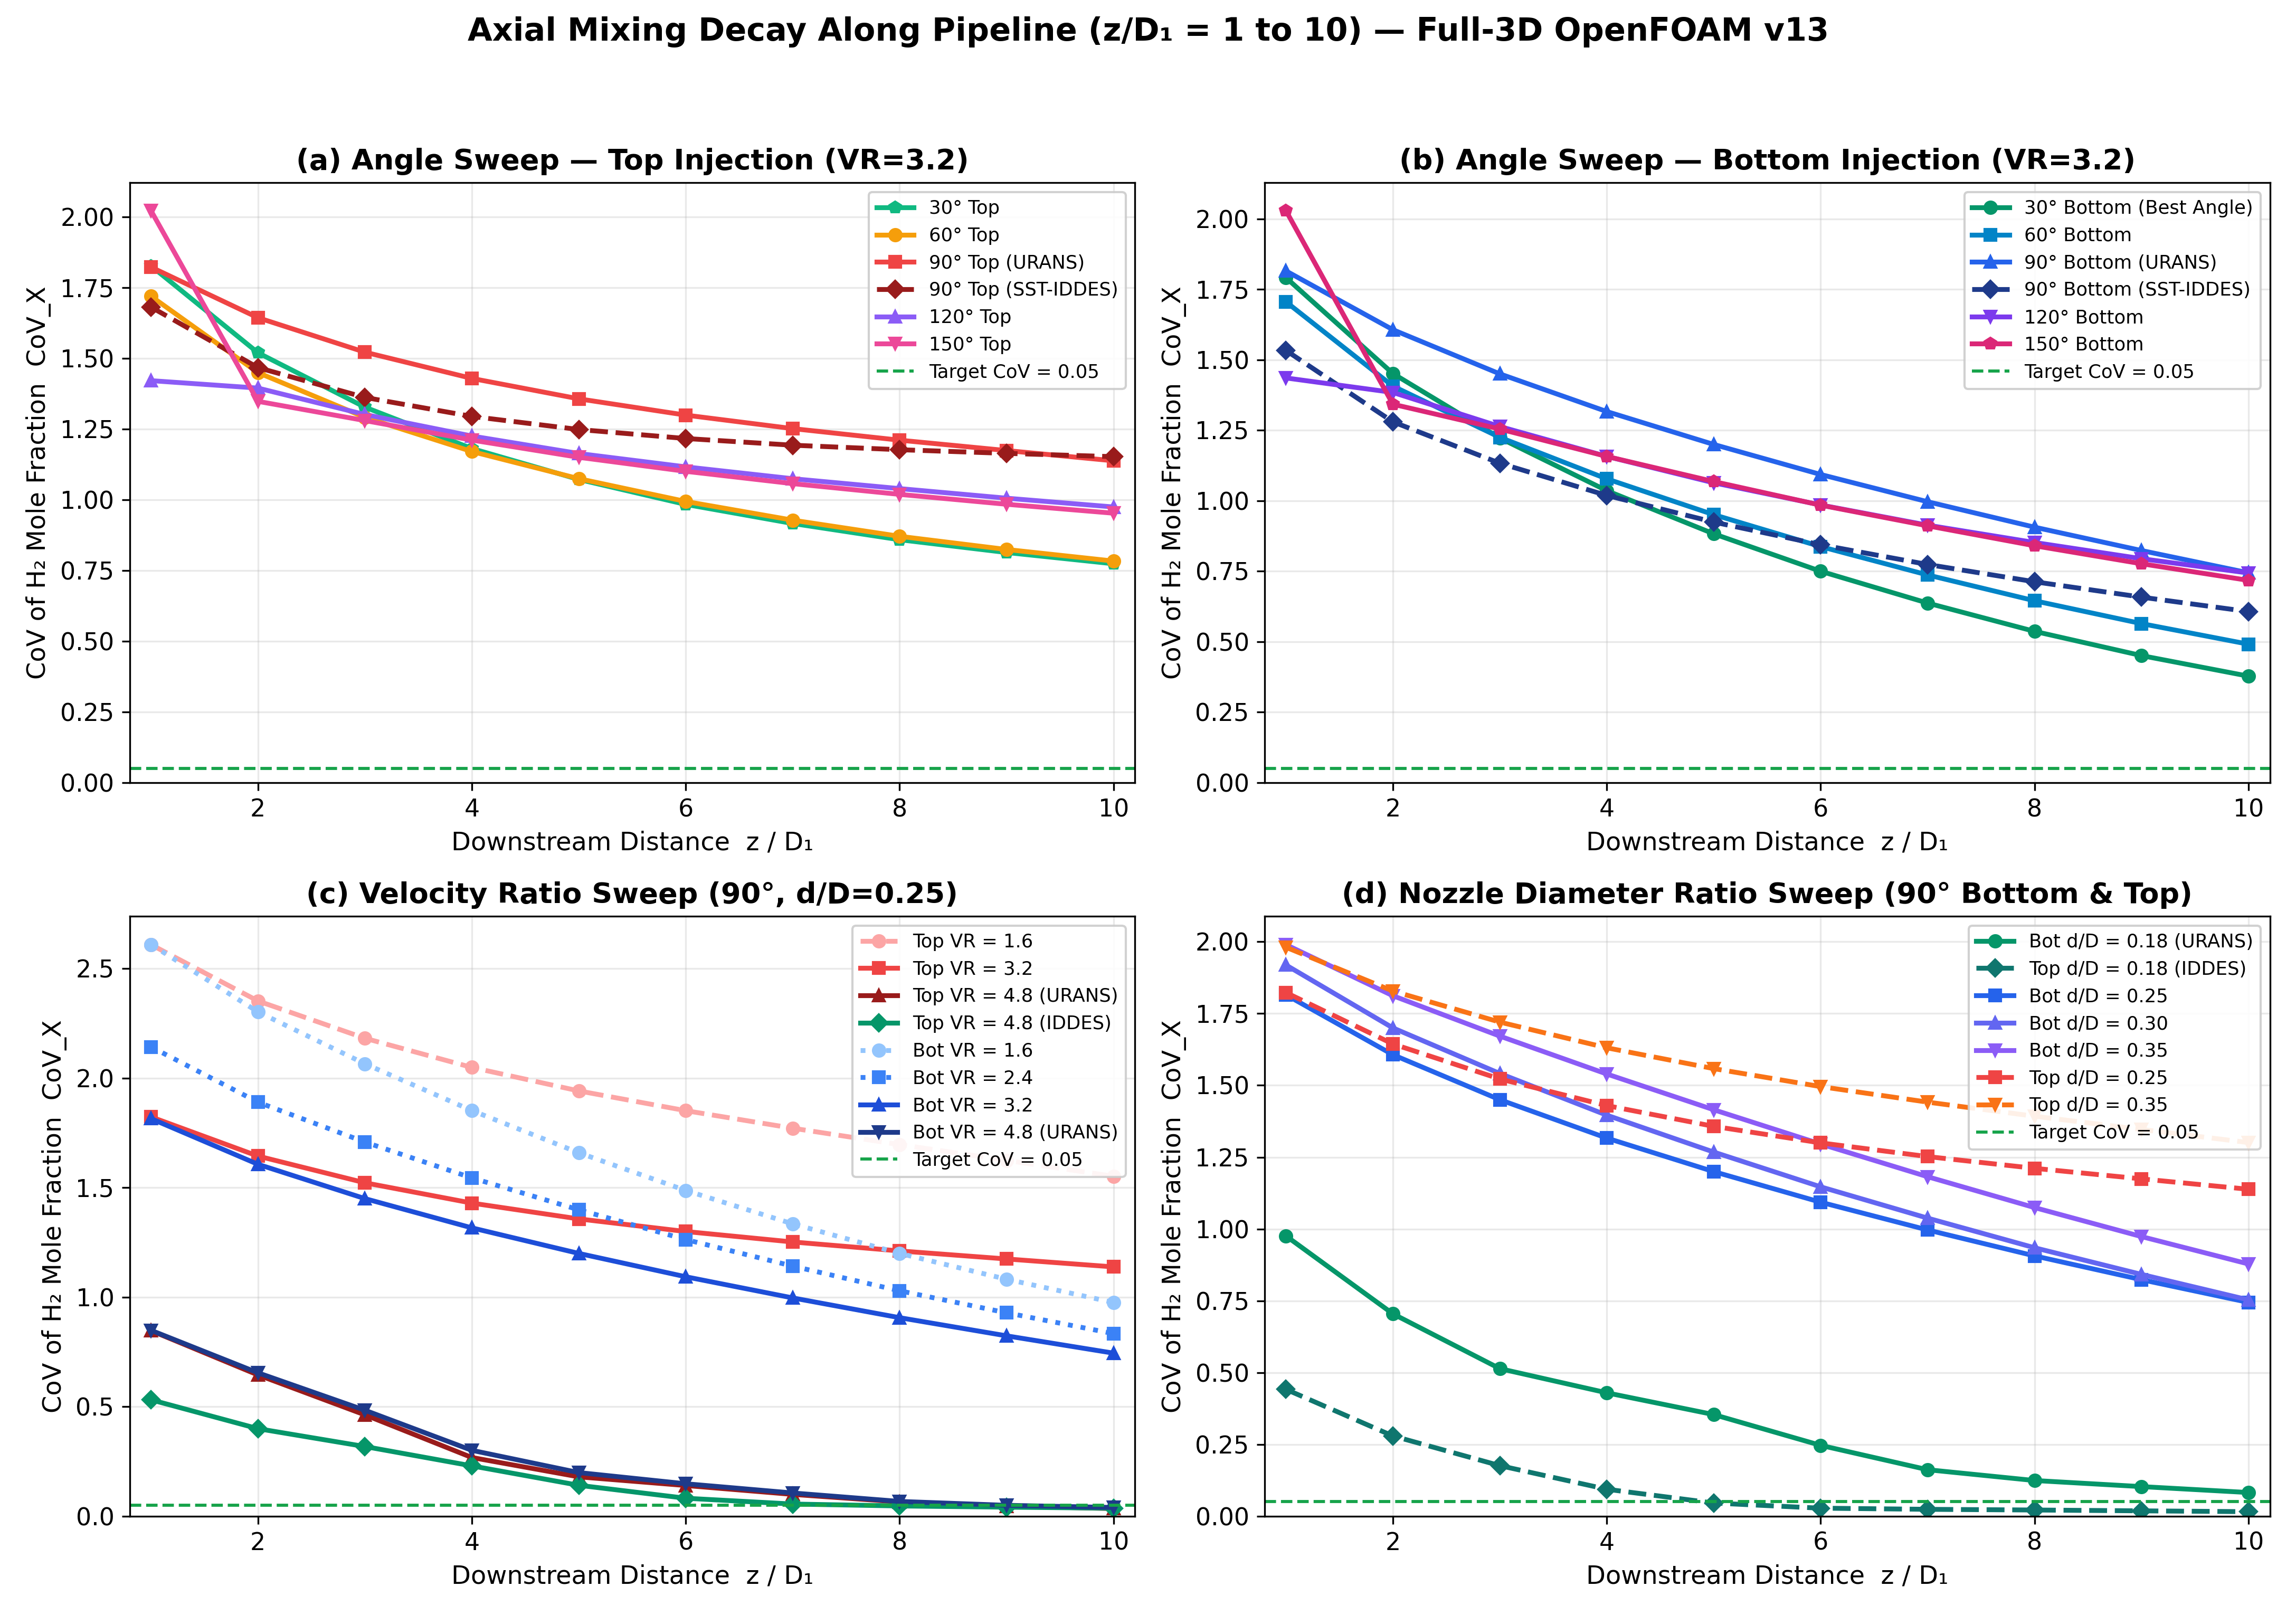 Axial Mixing Decay Along Pipeline (z/D₁ = 1 to 10) — Full-3D OpenFOAM v13
(a) Angle Sweep — Top Injection (VR=3.2)
CoV of H₂ Mole Fraction CoV_X
2.00
1.75
1.50
1.25
1.00
0.75
0.50
0.25
0.00
30° Top
60° Top
90° Top (URANS)
90° Top (SST-IDDES)
120° Top
150° Top
Target CoV = 0.05
2 4 6 8 10
Downstream Distance z / D₁
(b) Angle Sweep — Bottom Injection (VR=3.2)
CoV of H₂ Mole Fraction CoV_X
2.00
1.75
1.50
1.25
1.00
0.75
0.50
0.25
0.00
30° Bottom (Best Angle)
60° Bottom
90° Bottom (URANS)
90° Bottom (SST-IDDES)
120° Bottom
150° Bottom
Target CoV = 0.05
2 4 6 8 10
Downstream Distance z / D₁
(c) Velocity Ratio Sweep (90°, d/D=0.25)
CoV of H₂ Mole Fraction CoV_X
2.5
2.0
1.5
1.0
0.5
0.0
Top VR = 1.6
Top VR = 3.2
Top VR = 4.8 (URANS)
Top VR = 4.8 (IDDES)
Bot VR = 1.6
Bot VR = 2.4
Bot VR = 3.2
Bot VR = 4.8 (URANS)
Target CoV = 0.05
2 4 6 8 10
Downstream Distance z / D₁
(d) Nozzle Diameter Ratio Sweep (90° Bottom & Top)
CoV of H₂ Mole Fraction CoV_X
2.00
1.75
1.50
1.25
1.00
0.75
0.50
0.25
0.00
Bot d/D = 0.18 (URANS)
Top d/D = 0.18 (IDDES)
Bot d/D = 0.25
Bot d/D = 0.30
Bot d/D = 0.35
Top d/D = 0.25
Top d/D = 0.35
Target CoV = 0.05
2 4 6 8 10
Downstream Distance z / D₁